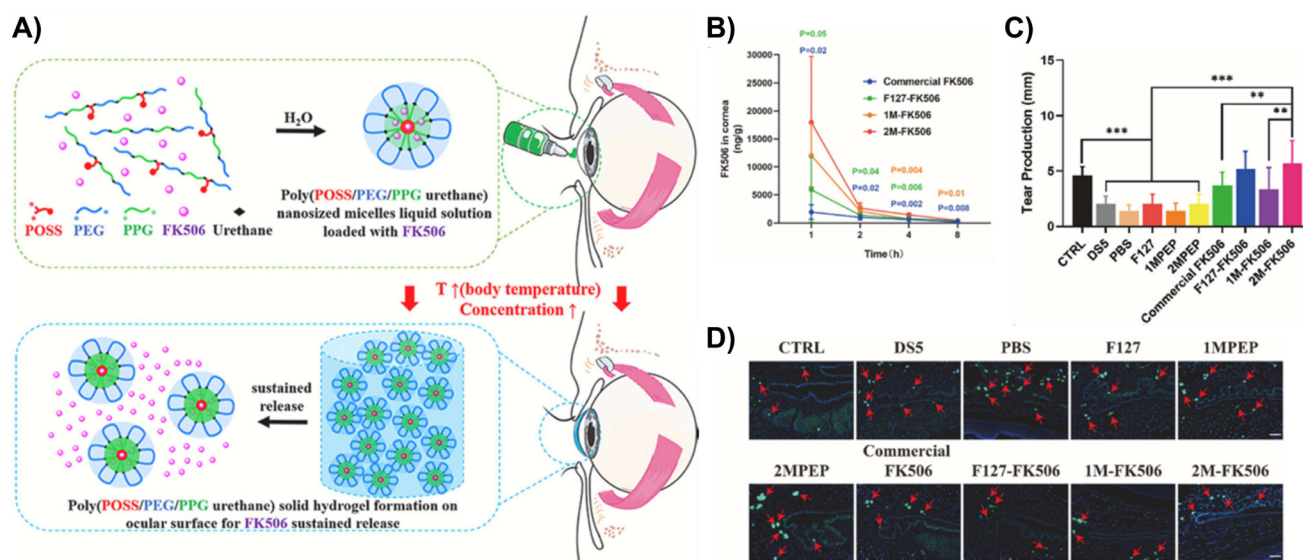 A)
H₂O
Poly(POSS/PEG/PPG urethane)
nanosized micelles liquid solution
loaded with FK506
POSS PEG PPG FK506 Urethane
T ↑(body temperature)
Concentration ↑
sustained
release
Poly(POSS/PEG/PPG urethane) solid hydrogel formation on
ocular surface for FK506 sustained release
B)
FK506 in cornea
(ng/g)
30000
25000
20000
15000
10000
5000
0
P=0.05
P=0.02
Commercial FK506
F127-FK506
1M-FK506
2M-FK506
P=0.04
P=0.02
P=0.004
P=0.006
P=0.002
P=0.01
P=0.008
1 2 4 8
Time(h)
C)
Tear Production (mm)
15
10
5
0
***
***
**
**
CTRL
DS5
PBS
F127
1MPEP
2MPEP
Commercial FK506
F127-FK506
1M-FK506
2M-FK506
D)
CTRL DS5 PBS F127 1MPEP
2MPEP Commercial FK506 F127-FK506 1M-FK506 2M-FK506